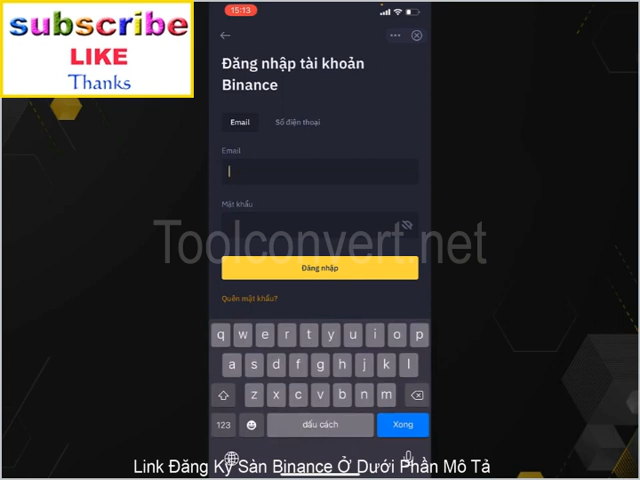 subscribe
LIKE
Thanks
15:13
Đăng nhập tài khoản
Binance
Email
Số điện thoại
Email
Mật khẩu
Toolconvert.net
Đăng nhập
Quên mật khẩu?
q w e r t y u i o p
a s d f g h j k l
z x c v b n m
123
dấu cách
Xong
Link Đăng Ký Sàn Binance Ở Dưới Phần Mô Tả